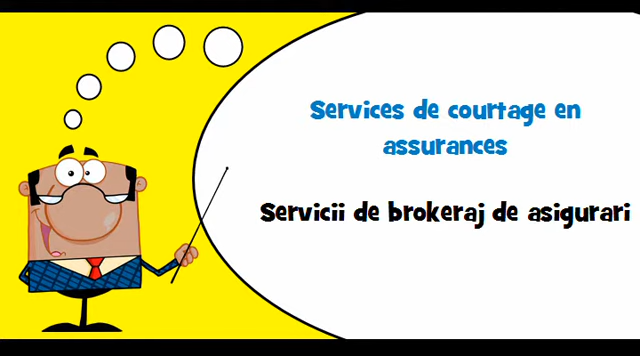 Services de courtage en
assurances
Servicii de brokeraj de asigurari